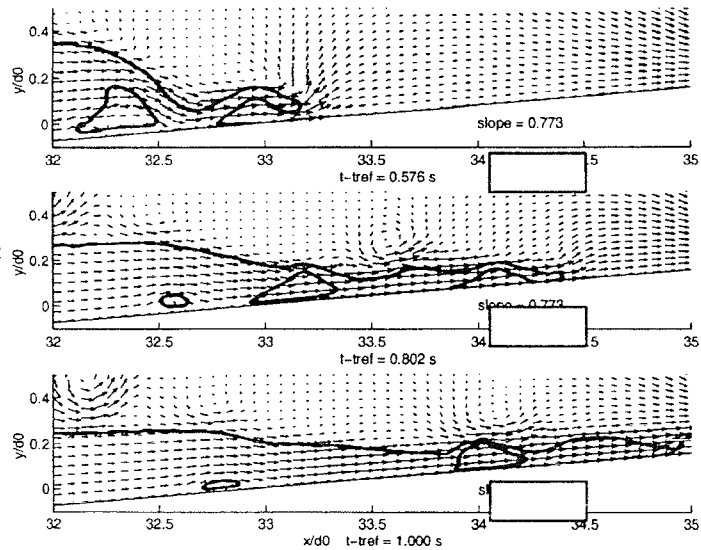 0.4
0.2
0
y/d0
slope = 0.773
32 32.5 33 33.5 34 .5 35
t-tref = 0.576 s
0.4
0.2
0
y/d0
slope = 0.773
32 32.5 33 33.5 34 .5 35
t-tref = 0.802 s
0.4
0.2
0
y/d0
32 32.5 33 33.5 34 35
x/d0 t-tref = 1.000 s